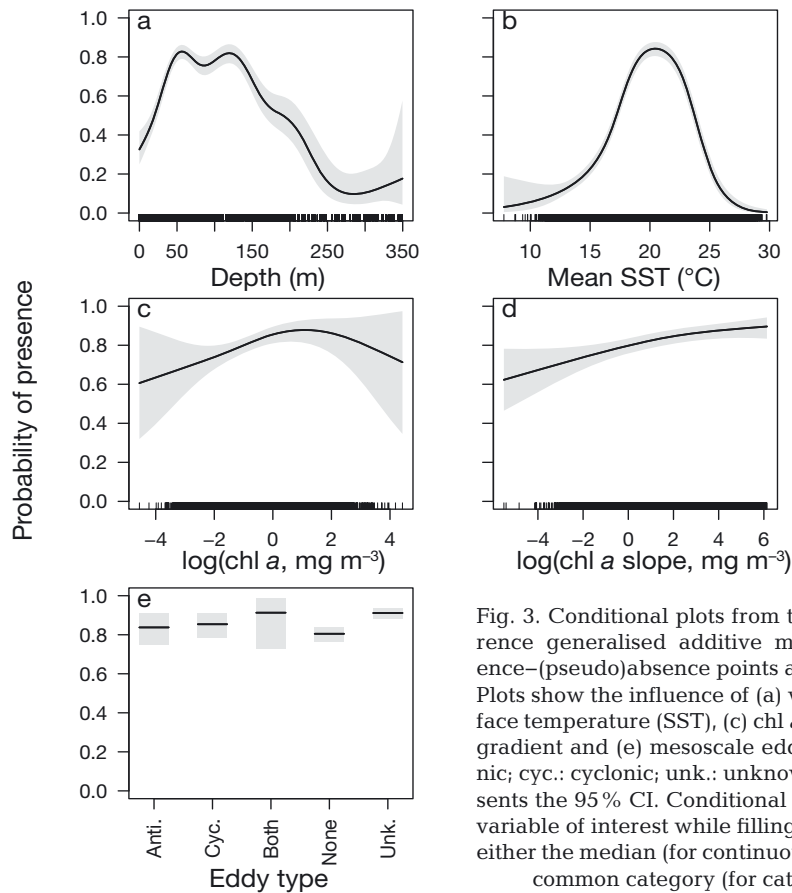 Probability of presence
a
1.0
0.8
0.6
0.4
0.2
0.0
0 50 150 250 350
Depth (m)
b
10 15 20 25 30
Mean SST (°C)
c
1.0
0.8
0.6
0.4
0.2
0.0
−4 −2 0 2 4
log(chl a, mg m⁻³)
d
−4 −2 0 2 4 6
log(chl a slope, mg m⁻³)
e
1.0
0.8
0.6
0.4
0.2
0.0
Anti. Cyc. Both None Unk.
Eddy type
Fig. 3. Conditional plots from t
rence generalised additive m
ence–(pseudo)absence points a
Plots show the influence of (a) v
face temperature (SST), (c) chl a
gradient and (e) mesoscale edd
nic; cyc.: cyclonic; unk.: unknow
sents the 95% CI. Conditional
variable of interest while filling
either the median (for continuou
common category (for cat